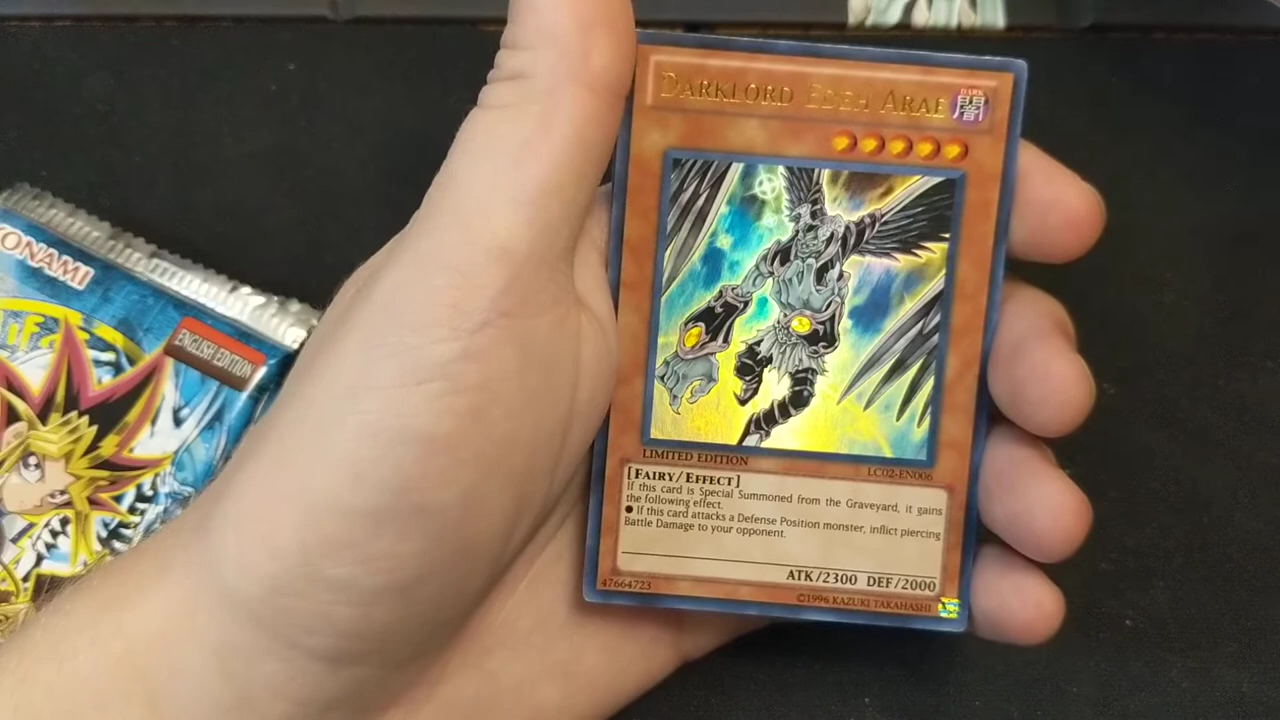 DARKLORD EDEH ARAE
DARK
闇
LIMITED EDITION
LC02-EN006
[FAIRY/EFFECT]
If this card is Special Summoned from the Graveyard, it gains
the following effect.
● If this card attacks a Defense Position monster, inflict piercing
Battle Damage to your opponent.
ATK/2300 DEF/2000
47664723
©1996 KAZUKI TAKAHASHI
KONAMI
ENGLISH EDITION